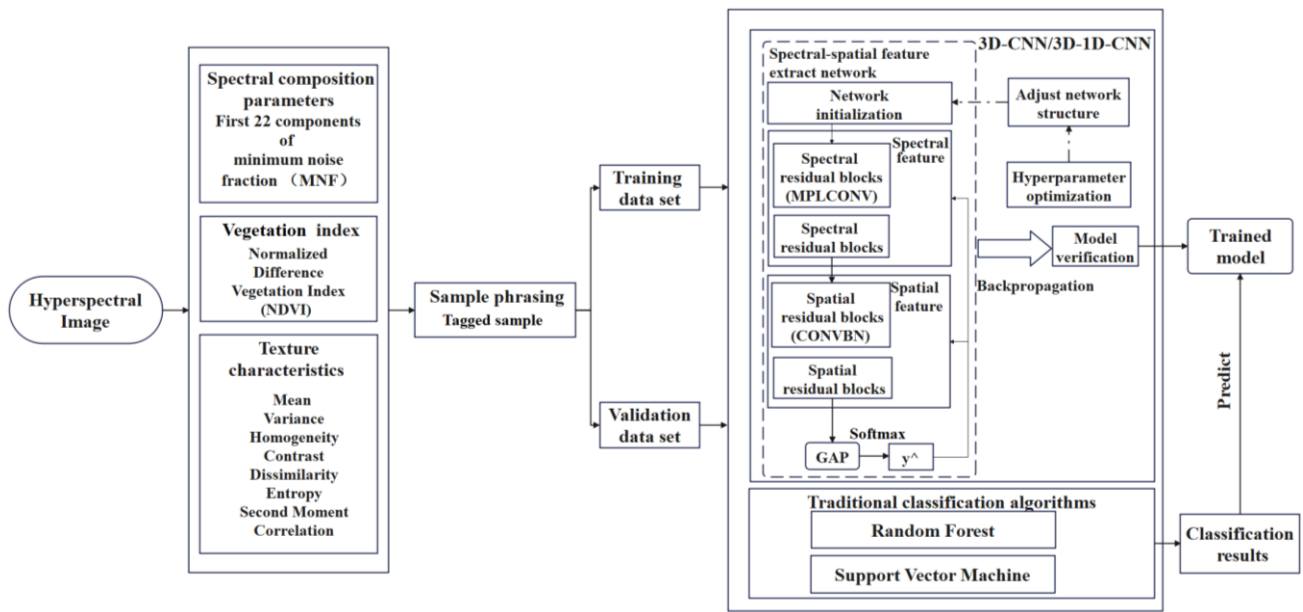 Hyperspectral
Image
Spectral composition
parameters
First 22 components
of
minimum noise
fraction （MNF）
Vegetation index
Normalized
Difference
Vegetation Index
(NDVI)
Texture
characteristics
Mean
Variance
Homogeneity
Contrast
Dissimilarity
Entropy
Second Moment
Correlation
Sample phrasing
Tagged sample
Training
data set
Validation
data set
3D-CNN/3D-1D-CNN
Spectral-spatial feature
extract network
Network
initialization
Spectral
feature
Spectral
residual blocks
(MPLCONV)
Spectral
residual blocks
Spatial
feature
Spatial
residual blocks
(CONVBN)
Spatial
residual blocks
Softmax
GAP
y^
Adjust network
structure
Hyperparameter
optimization
Model
verification
Backpropagation
Traditional classification algorithms
Random Forest
Support Vector Machine
Trained
model
Predict
Classification
results